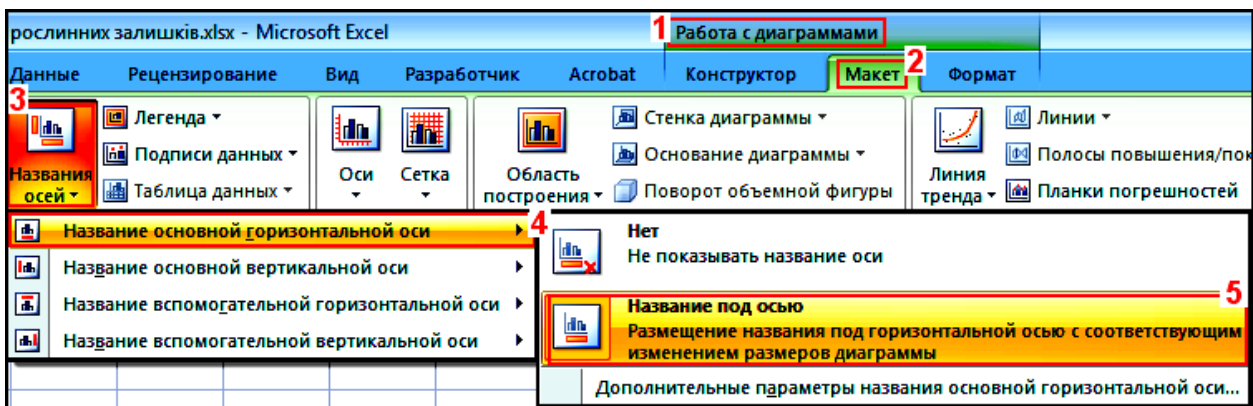 рослинних залишків.xlsx - Microsoft Excel
1 Работа с диаграммами
Данные Рецензирование Вид Разработчик Acrobat Конструктор Макет 2 Формат
3
Названия осей
Легенда
Подписи данных
Таблица данных
Оси
Сетка
Область построения
Стенка диаграммы
Основание диаграммы
Поворот объемной фигуры
Линия тренда
Линии
Полосы повышения/пок
Планки погрешностей
Название основной горизонтальной оси 4
Название основной вертикальной оси
Название вспомогательной горизонтальной оси
Название вспомогательной вертикальной оси
Нет
Не показывать название оси
5
Название под осью
Размещение названия под горизонтальной осью с соответствующим
изменением размеров диаграммы
Дополнительные параметры названия основной горизонтальной оси...